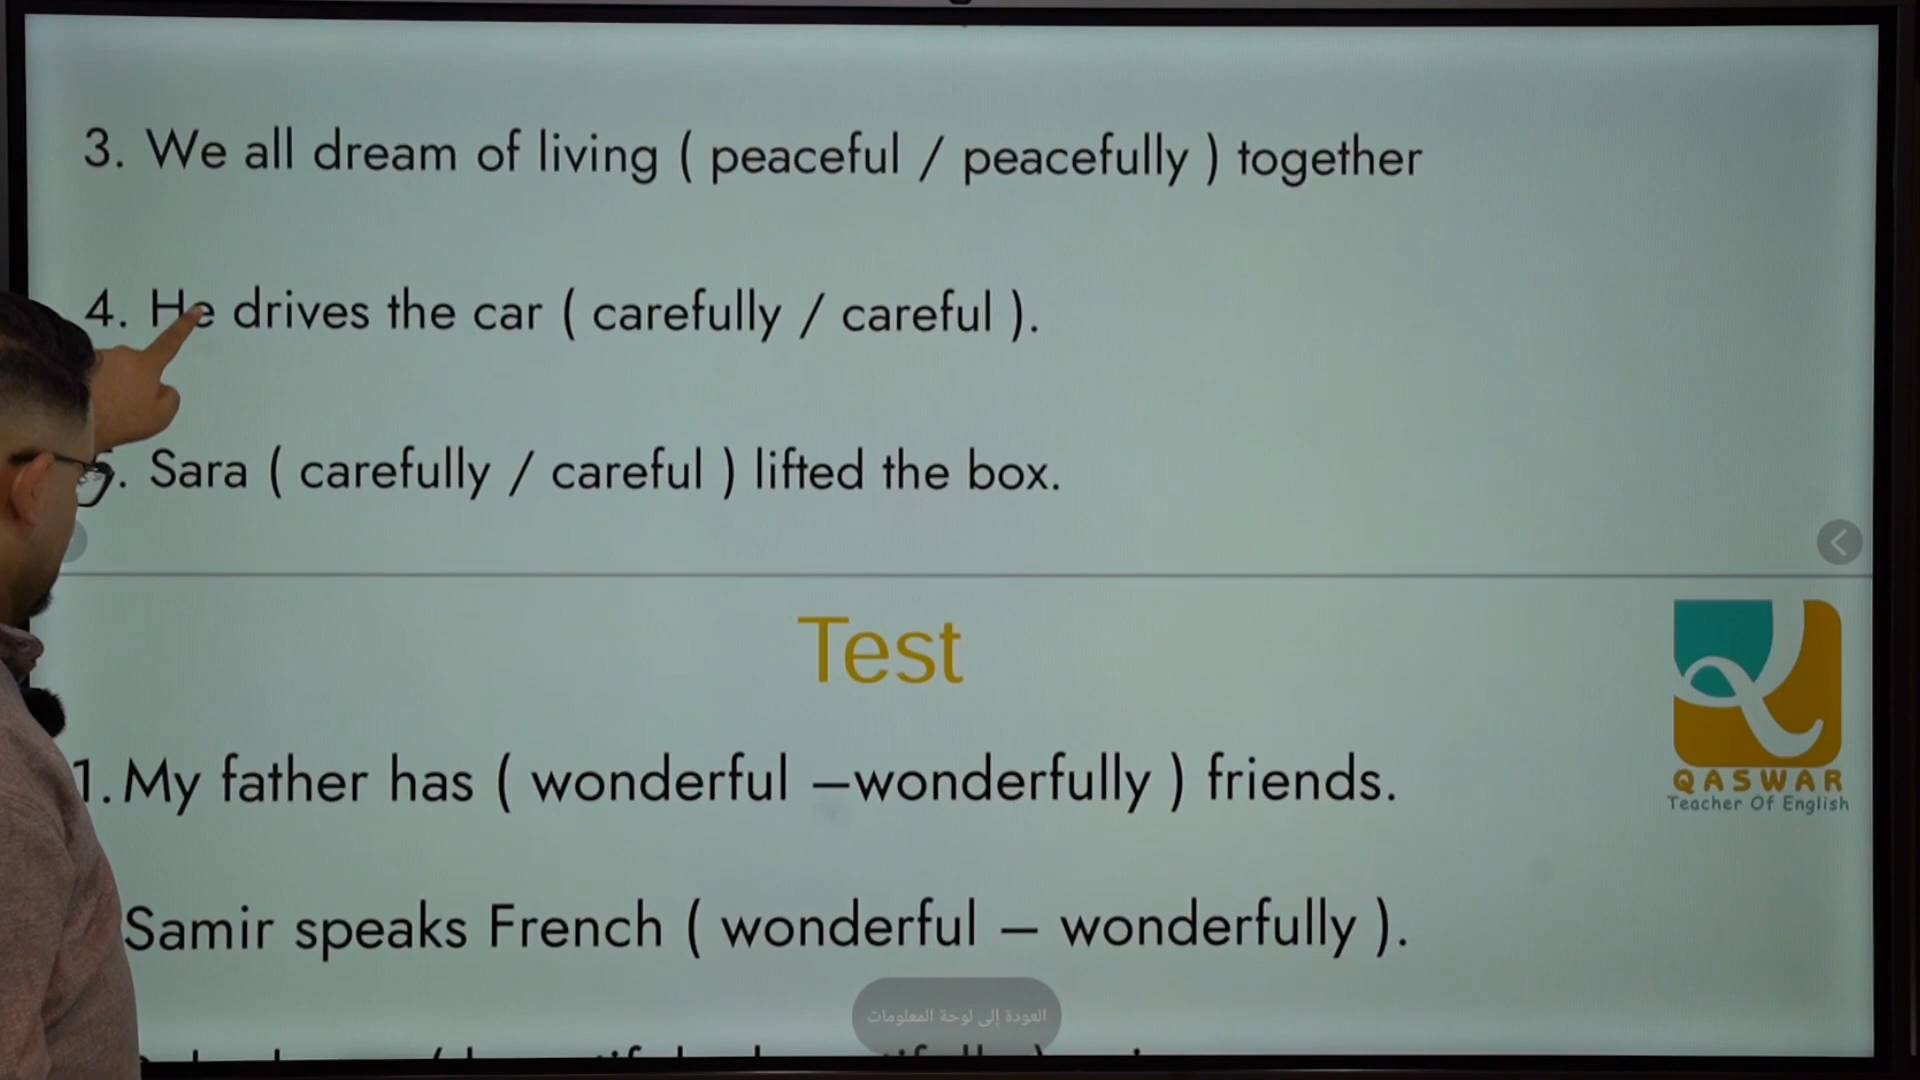 3. We all dream of living ( peaceful / peacefully ) together
4. He drives the car ( carefully / careful ).
. Sara ( carefully / careful ) lifted the box.
Test
1. My father has ( wonderful –wonderfully ) friends.
Samir speaks French ( wonderful – wonderfully ).
QASWAR
Teacher Of English
العودة إلى لوحة المعلومات